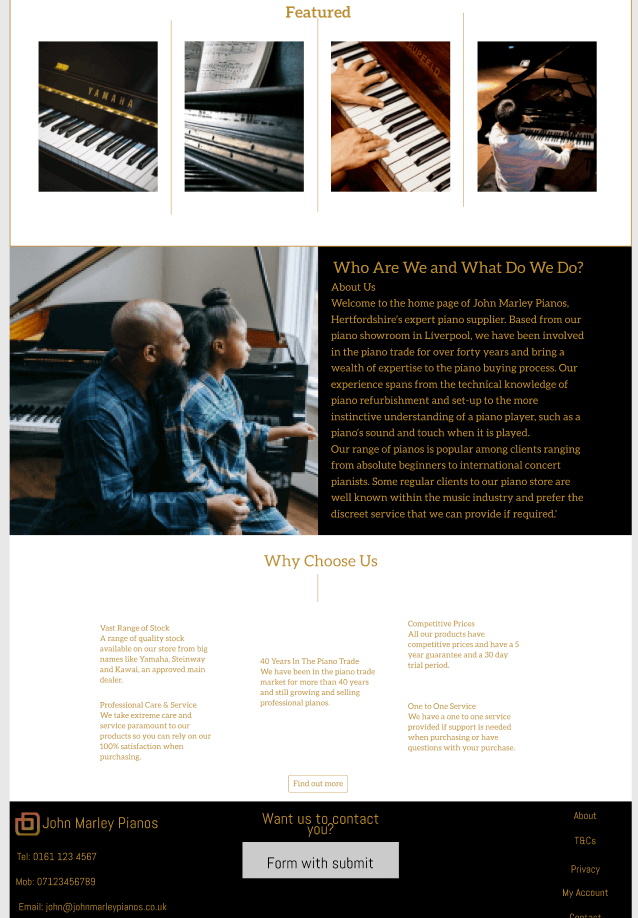 Featured
YAMAHA
Who Are We and What Do We Do?
About Us
Welcome to the home page of John Marley Pianos,
Hertfordshire's expert piano supplier. Based from our
piano showroom in Liverpool, we have been involved
in the piano trade for over forty years and bring a
wealth of expertise to the piano buying process. Our
experience spans from the technical knowledge of
piano refurbishment and set-up to the more
instinctive understanding of a piano player, such as a
piano's sound and touch when it is played.
Our range of pianos is popular among clients ranging
from absolute beginners to international concert
pianists. Some regular clients to our piano store are
well known within the music industry and prefer the
discreet service that we can provide if required.'
Why Choose Us
Vast Range of Stock
A range of quality stock
available on our store from big
names like Yamaha, Steinway
and Kawai, an approved main
dealer.
Professional Care & Service
We take extreme care and
service paramount to our
products so you can rely on our
100% satisfaction when
purchasing.
40 Years In The Piano Trade
We have been in the piano trade
market for more than 40 years
and still growing and selling
professional pianos.
Competitive Prices
All our products have
competitive prices and have a 5
year guarantee and a 30 day
trial period.
One to One Service
We have a one to one service
provided if support is needed
when purchasing or have
questions with your purchase.
Find out more
John Marley Pianos
Tel: 0161 123 4567
Mob: 07123456789
Email: john@johnmarleypianos.co.uk
Want us to contact
you?
Form with submit
About
T&Cs
Privacy
My Account
Contact